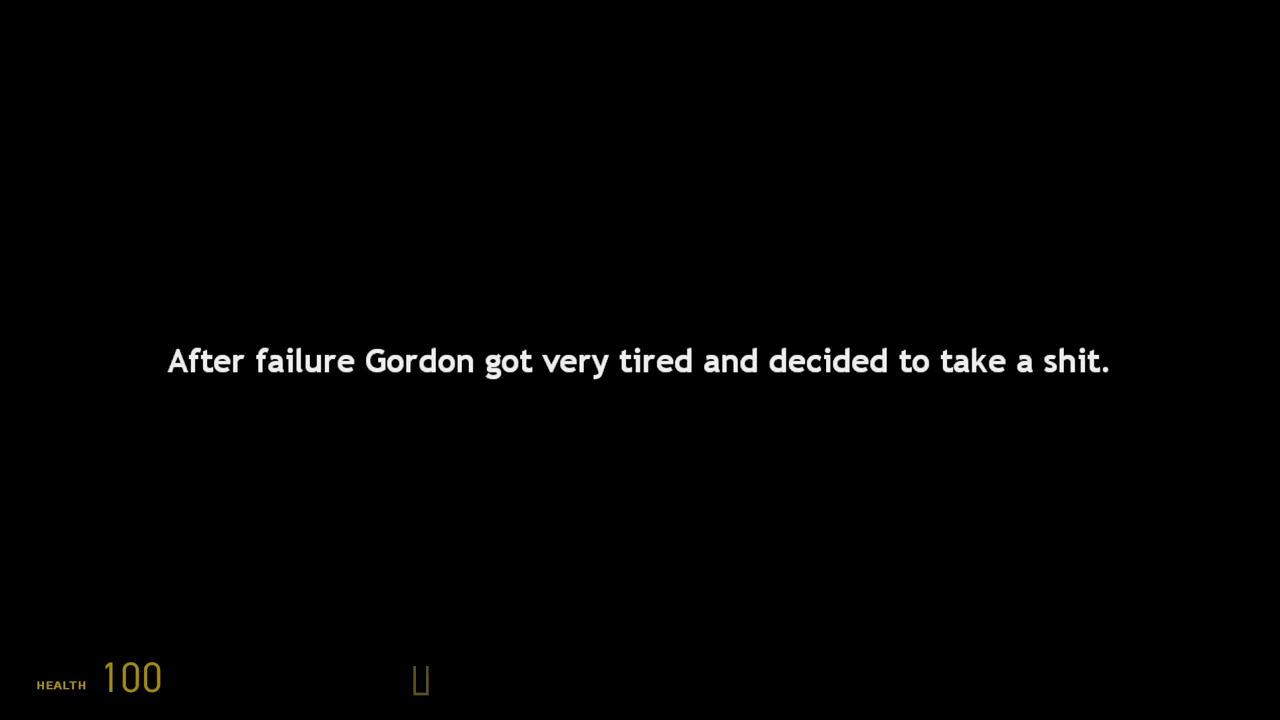 After failure Gordon got very tired and decided to take a shit.
HEALTH 100